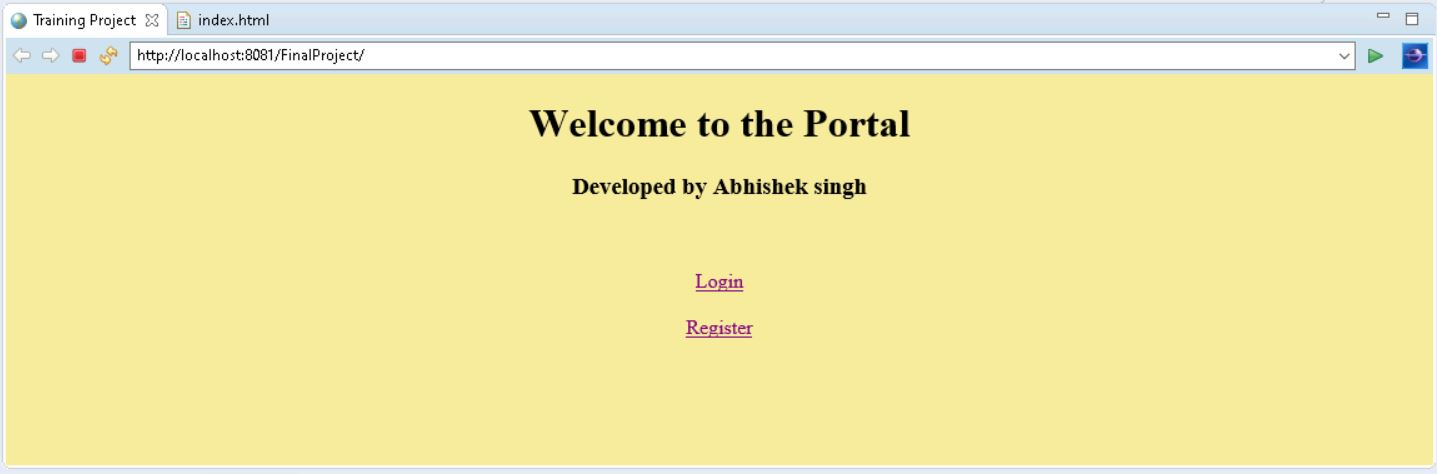 Training Project
index.html
http://localhost:8081/FinalProject/
Welcome to the Portal
Developed by Abhishek singh
Login
Register